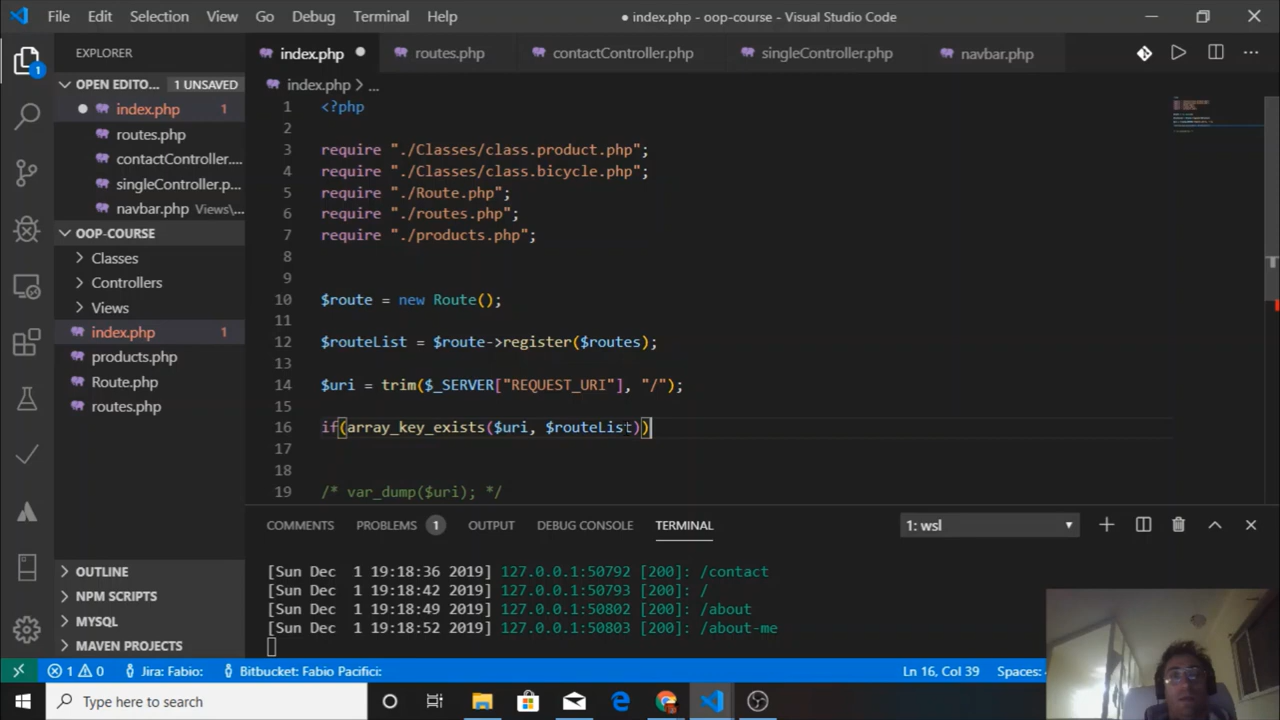 File Edit Selection View Go Debug Terminal Help
● index.php - oop-course - Visual Studio Code
EXPLORER
index.php routes.php contactController.php singleController.php navbar.php
OPEN EDITO... 1 UNSAVED
index.php 1
routes.php
contactController....
singleController.p...
navbar.php Views\...
OOP-COURSE
Classes
Controllers
Views
index.php 1
products.php
Route.php
routes.php
OUTLINE
NPM SCRIPTS
MYSQL
MAVEN PROJECTS
1
index.php > ...
1 <?php
2
3 require "./Classes/class.product.php";
4 require "./Classes/class.bicycle.php";
5 require "./Route.php";
6 require "./routes.php";
7 require "./products.php";
8
9
10 $route = new Route();
11
12 $routeList = $route->register($routes);
13
14 $uri = trim($_SERVER["REQUEST_URI"], "/");
15
16 if(array_key_exists($uri, $routeList))
17
18
19 /* var_dump($uri); */
COMMENTS PROBLEMS 1 OUTPUT DEBUG CONSOLE TERMINAL 1: wsl
[Sun Dec 1 19:18:36 2019] 127.0.0.1:50792 [200]: /contact
[Sun Dec 1 19:18:42 2019] 127.0.0.1:50793 [200]: /
[Sun Dec 1 19:18:49 2019] 127.0.0.1:50802 [200]: /about
[Sun Dec 1 19:18:52 2019] 127.0.0.1:50803 [200]: /about-me
1 0 Jira: Fabio: Bitbucket: Fabio Pacifici: Ln 16, Col 39 Spaces:
Type here to search